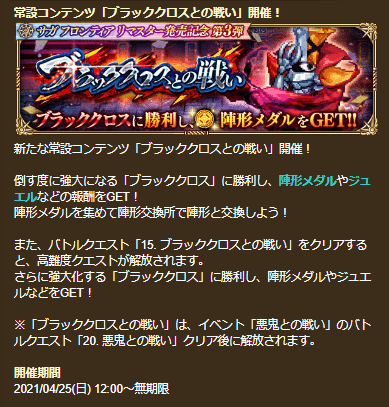 常設コンテンツ「ブラッククロスとの戦い」開催！
サガ フロンティア リマスター発売記念 第3弾
ブラッククロスとの戦い
ブラッククロスに勝利し、陣形メダルをGET!!
新たな常設コンテンツ「ブラッククロスとの戦い」開催！
倒す度に強大になる「ブラッククロス」に勝利し、陣形メダルやジュ
エルなどの報酬をGET！
陣形メダルを集めて陣形交換所で陣形と交換しよう！
また、バトルクエスト「15. ブラッククロスとの戦い」をクリアする
と、高難度クエストが解放されます。
さらに強大化する「ブラッククロス」に勝利し、陣形メダルやジュエ
ルなどをGET！
※「ブラッククロスとの戦い」は、イベント「悪鬼との戦い」のバト
ルクエスト「20. 悪鬼との戦い」クリア後に解放されます。
開催期間
2021/04/25(日) 12:00～無期限